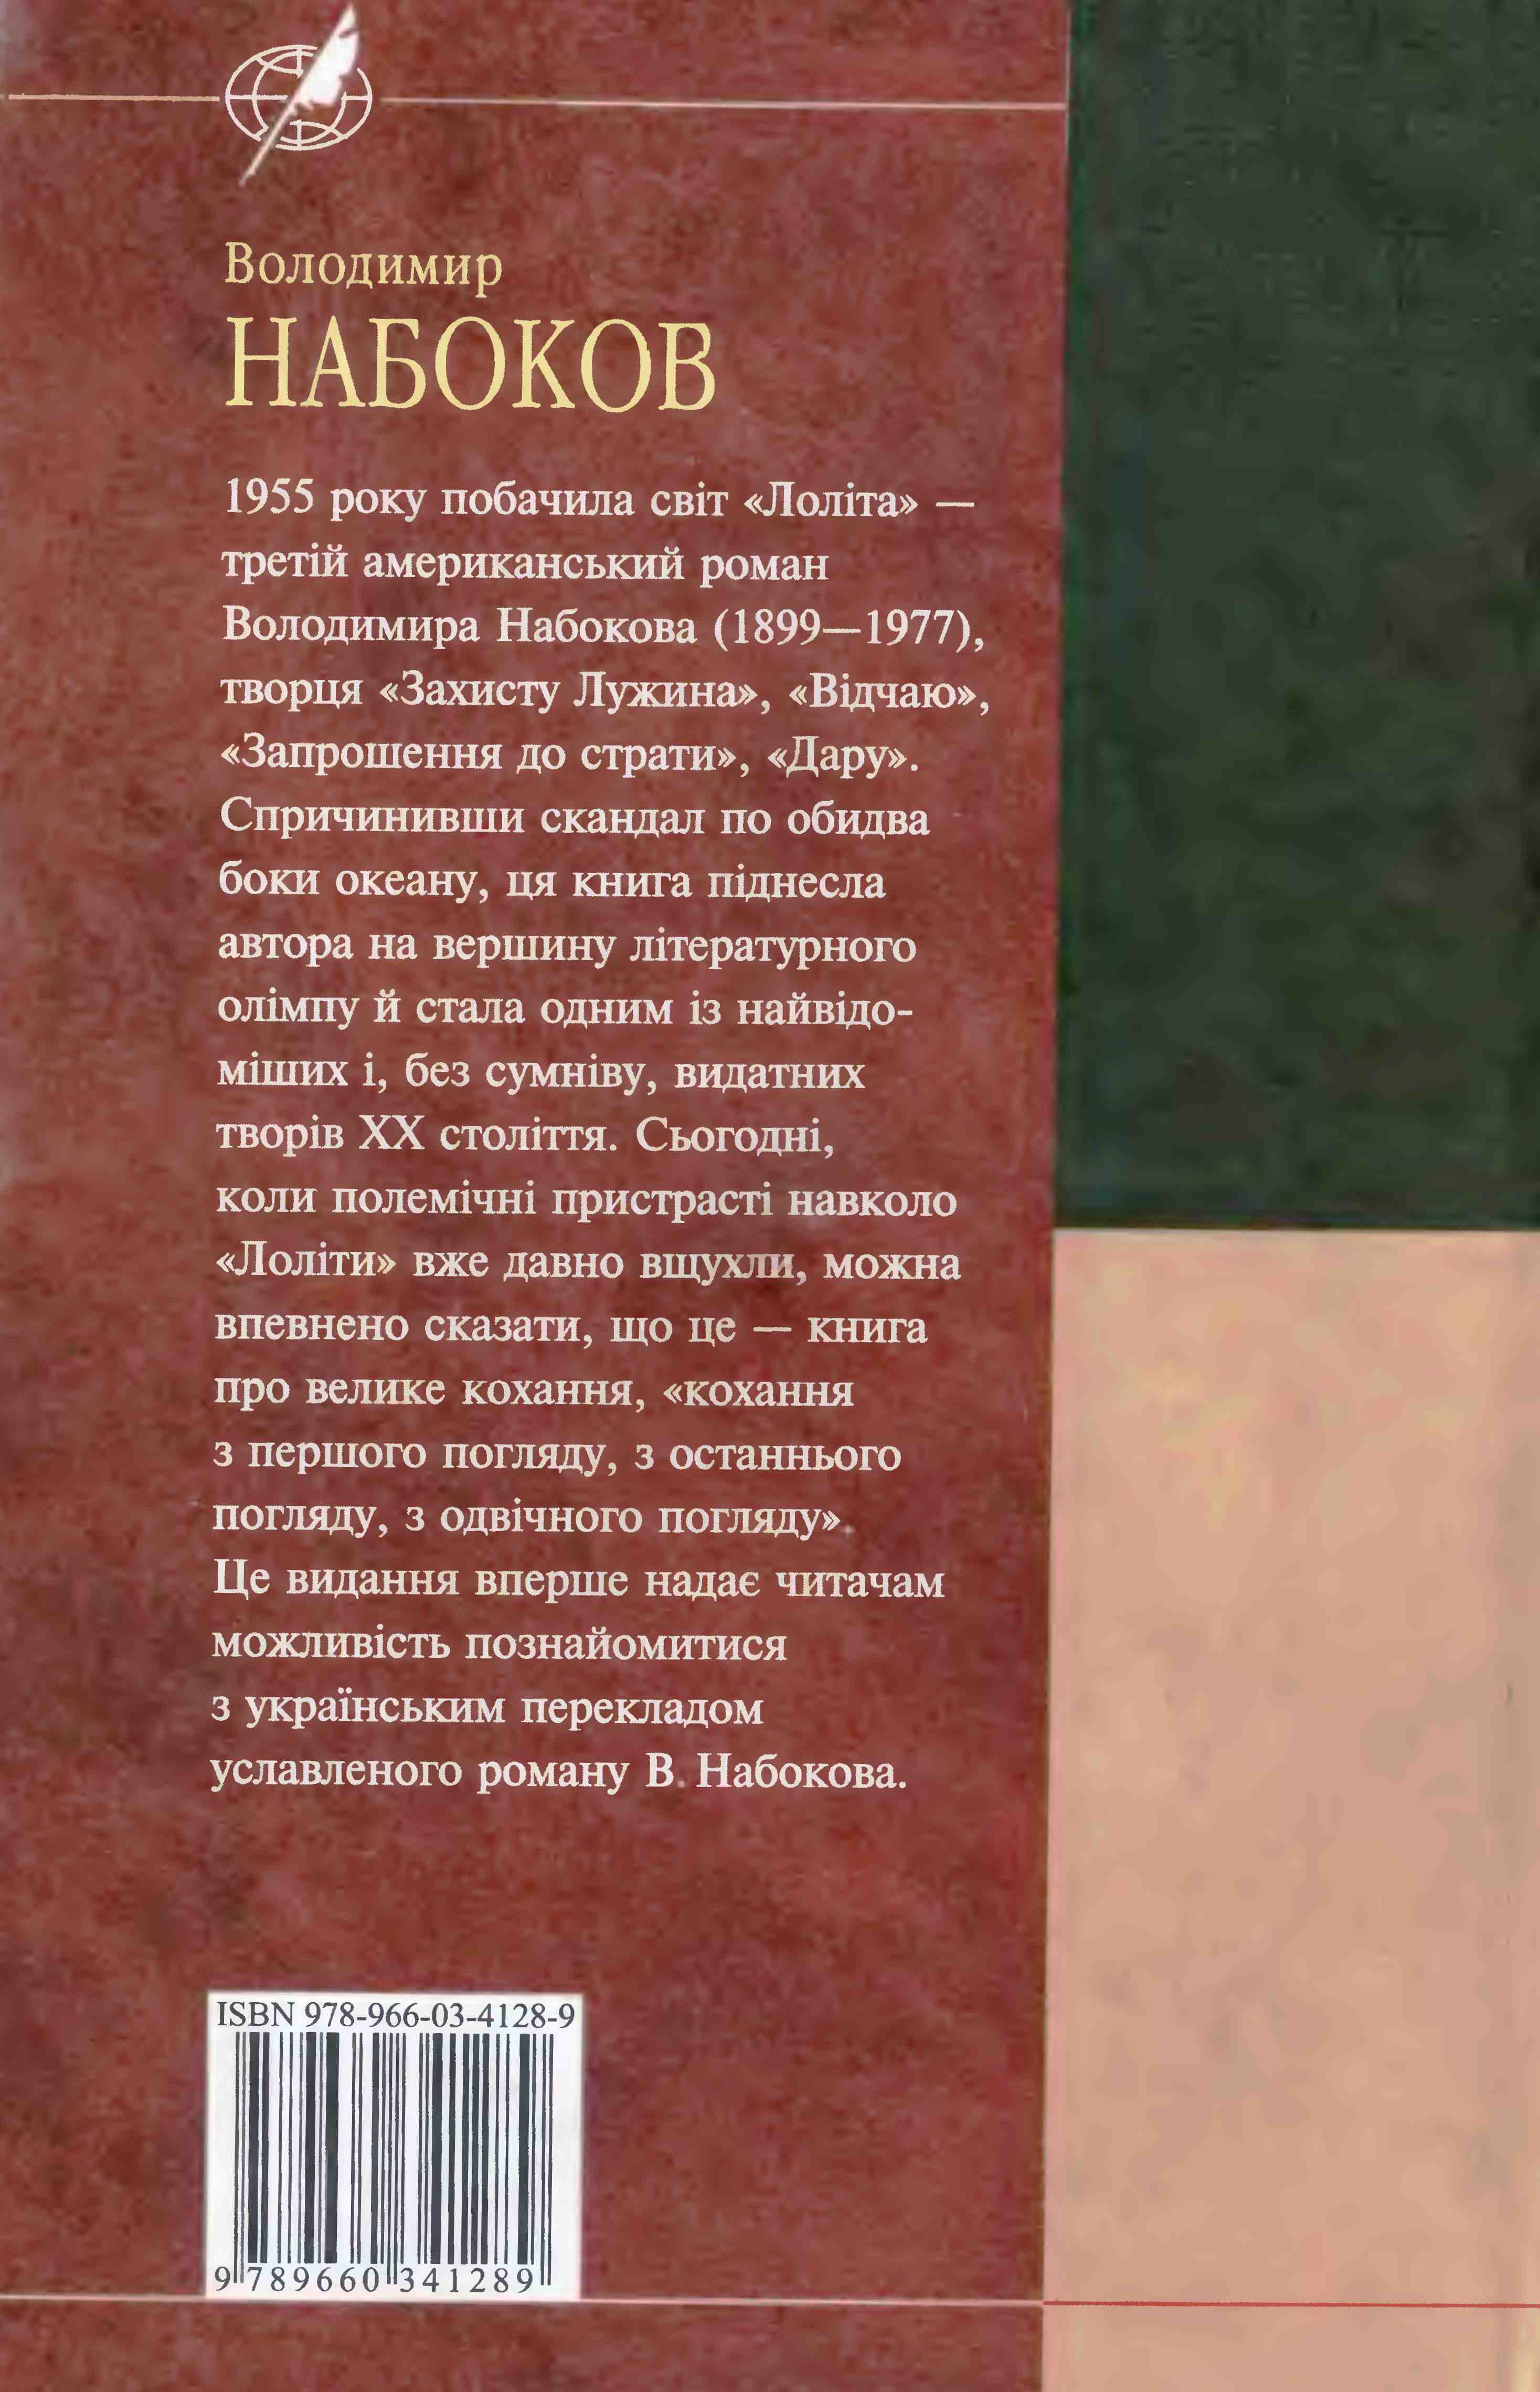 Володимир
НАБОКОВ
1955 року побачила світ «Лоліта» —
третій американський роман
Володимира Набокова (1899—1977),
творця «Захисту Лужина», «Відчаю»,
«Запрошення до страти», «Дару».
Спричинивши скандал по обидва
боки океану, ця книга піднесла
автора на вершину літературного
олімпу й стала одним із найвідо-
міших і, без сумніву, видатних
творів XX століття. Сьогодні,
коли полемічні пристрасті навколо
«Лоліти» вже давно вщухли, можна
впевнено сказати, що це — книга
про велике кохання, «кохання
з першого погляду, з останнього
погляду, з одвічного погляду».
Це видання вперше надає читачам
можливість познайомитися
з українським перекладом
уславленого роману В. Набокова.
ISBN 978-966-03-4128-9
9 789660 341289